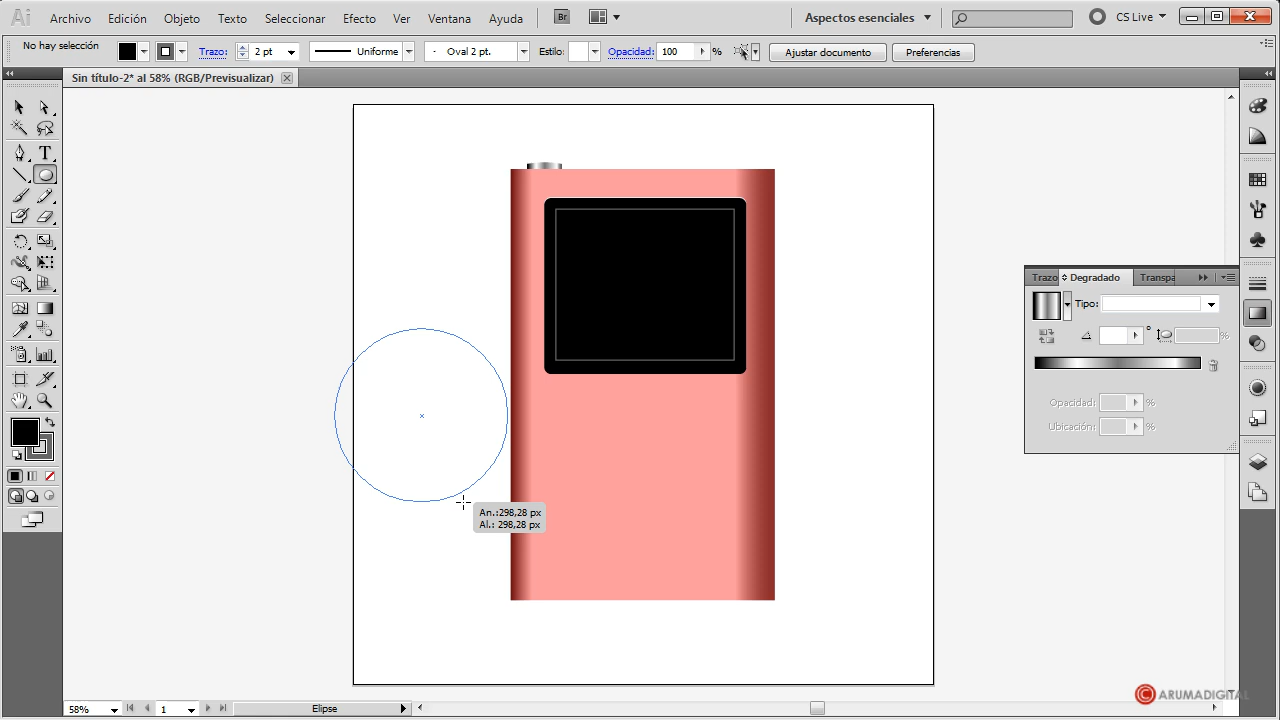 Ai Archivo Edición Objeto Texto Seleccionar Efecto Ver Ventana Ayuda Br Aspectos esenciales CS Live
No hay selección Trazo: 2 pt Uniforme Oval 2 pt. Estilo: Opacidad: 100 % Ajustar documento Preferencias
Sin título-2* al 58% (RGB/Previsualizar)
Trazo Degradado Transpa
Tipo:
° %
Opacidad: %
Ubicación: %
An.:298,28 px
Al.: 298,28 px
58% 1 Elipse
© ARUMADIGITAL